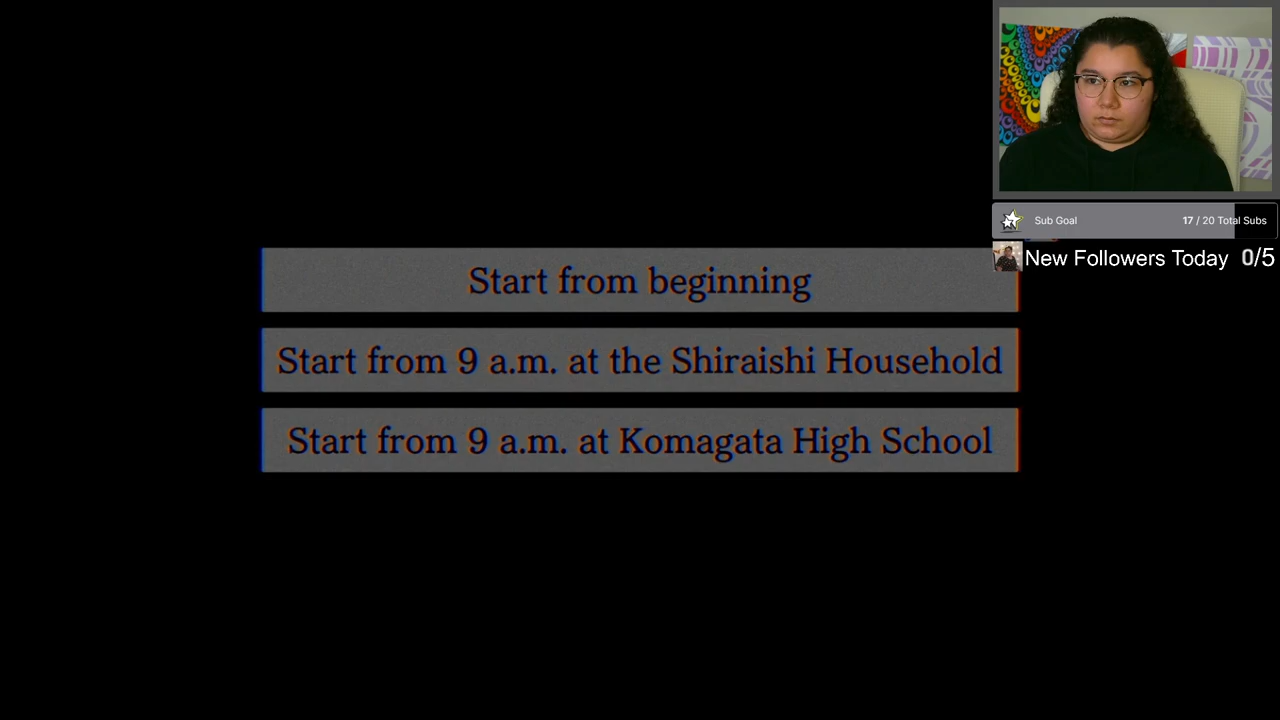 Start from beginning
Start from 9 a.m. at the Shiraishi Household
Start from 9 a.m. at Komagata High School
Sub Goal 17 / 20 Total Subs
New Followers Today 0/5